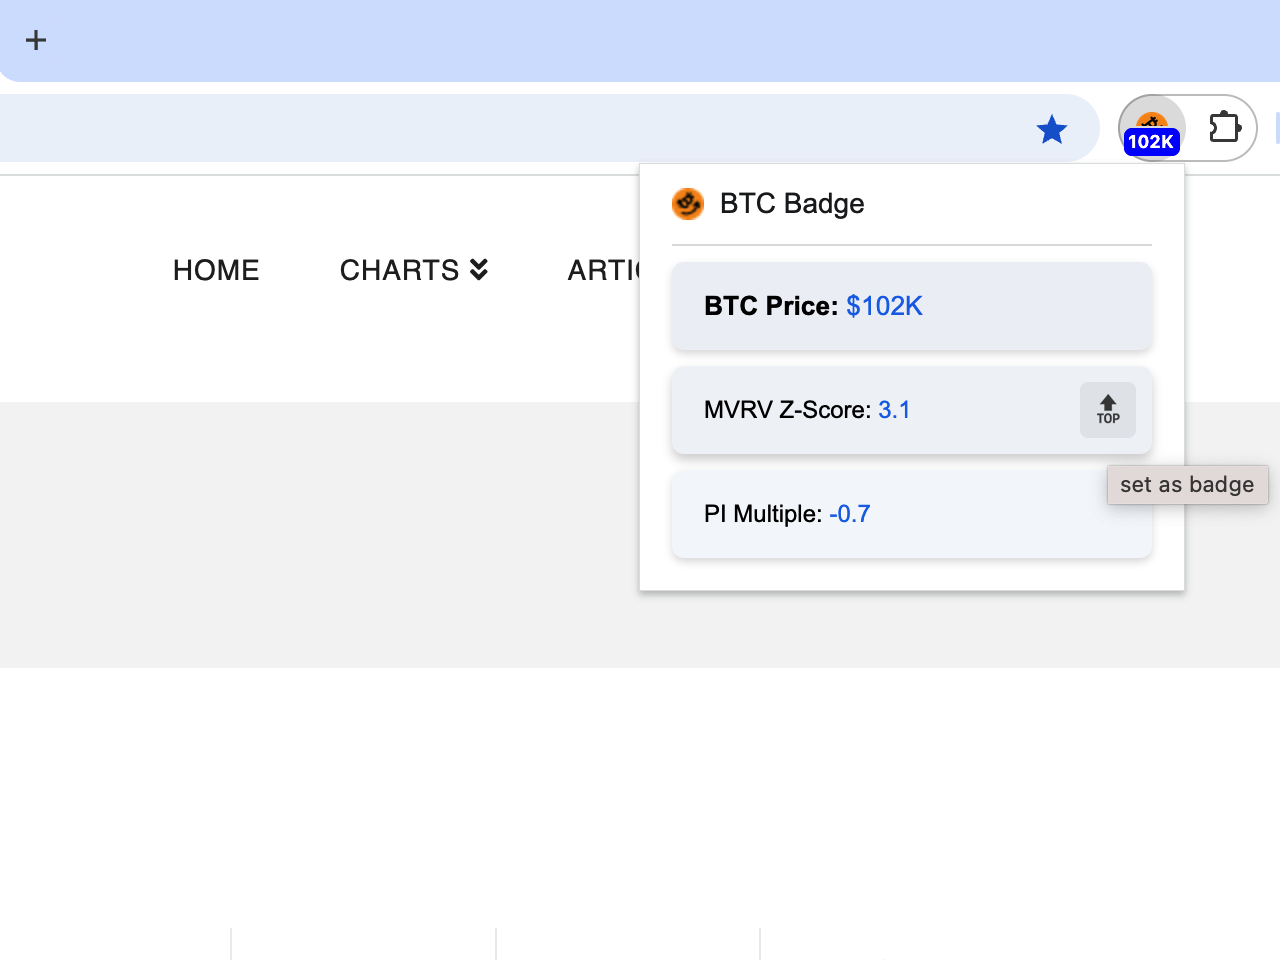 102K
BTC Badge
HOME
CHARTS
BTC Price: $102K
MVRV Z-Score: 3.1
TOP
set as badge
PI Multiple: -0.7